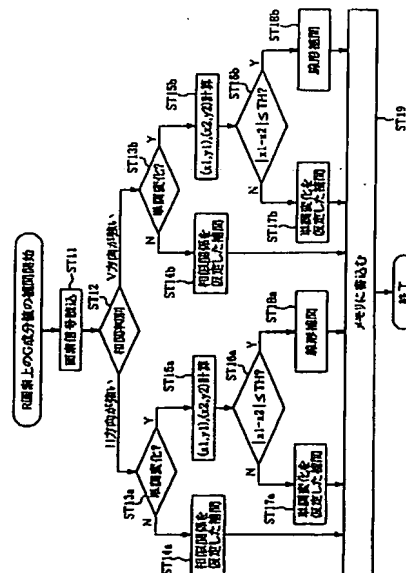 R画素上のG成分値の補間開始
画素信号読込
ST11
相関判断
ST12
H方向が強い
V方向が強い
単調変化?
ST13a
N
Y
ST14a
相似関係を
仮定した補間
ST15a
(x1,y1),(x2,y2)計算
ST16a
|x1-x2|≦TH?
N
Y
ST17a
単調変化を
仮定した補間
ST18a
線形補間
単調変化?
ST13b
N
Y
ST14b
相似関係を
仮定した補間
ST15b
(x1,y1),(x2,y2)計算
ST16b
|x1-x2|≦TH?
N
Y
ST17b
単調変化を
仮定した補間
ST18b
線形補間
メモリに書込む
ST19
終了